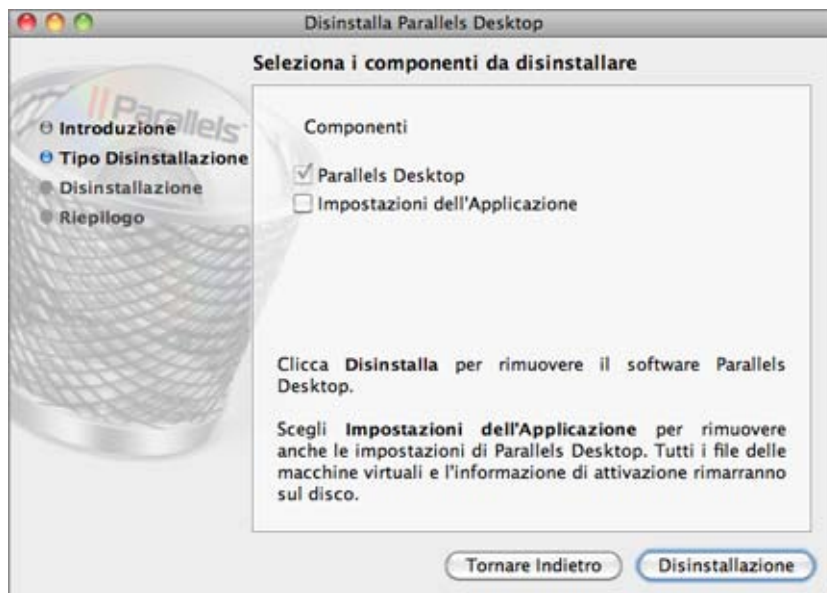 Disinstalla Parallels Desktop
Seleziona i componenti da disinstallare
Parallels
Introduzione
Tipo Disinstallazione
Disinstallazione
Riepilogo
Componenti
Parallels Desktop
Impostazioni dell'Applicazione
Clicca Disinstalla per rimuovere il software Parallels
Desktop.
Scegli Impostazioni dell'Applicazione per rimuovere
anche le impostazioni di Parallels Desktop. Tutti i file delle
macchine virtuali e l'informazione di attivazione rimarranno
sul disco.
Tornare Indietro
Disinstallazione